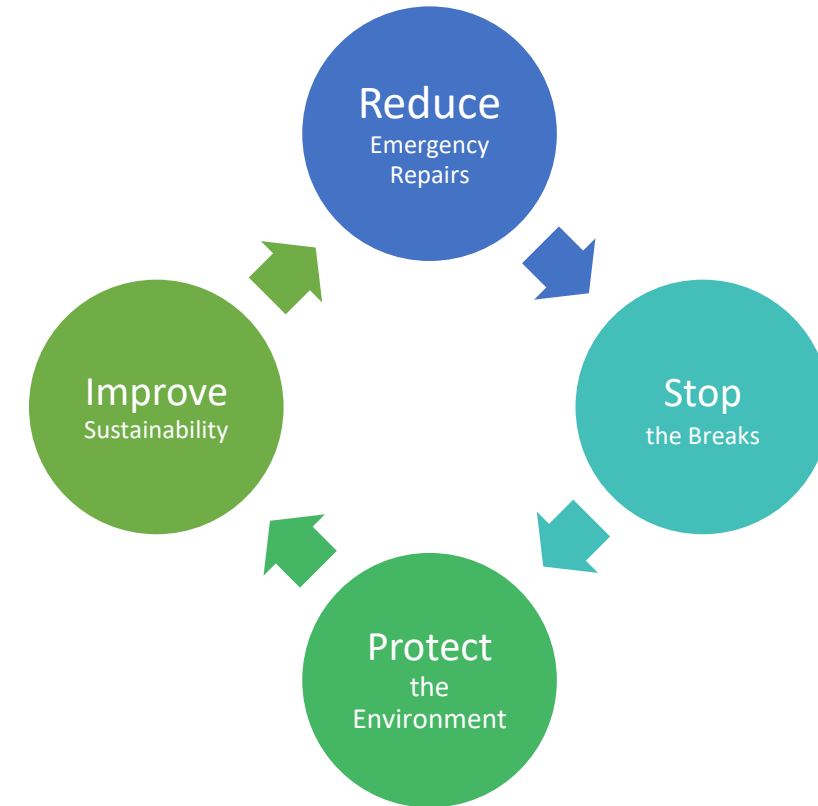 Reduce
Emergency
Repairs
Stop
the Breaks
Protect
the
Environment
Improve
Sustainability